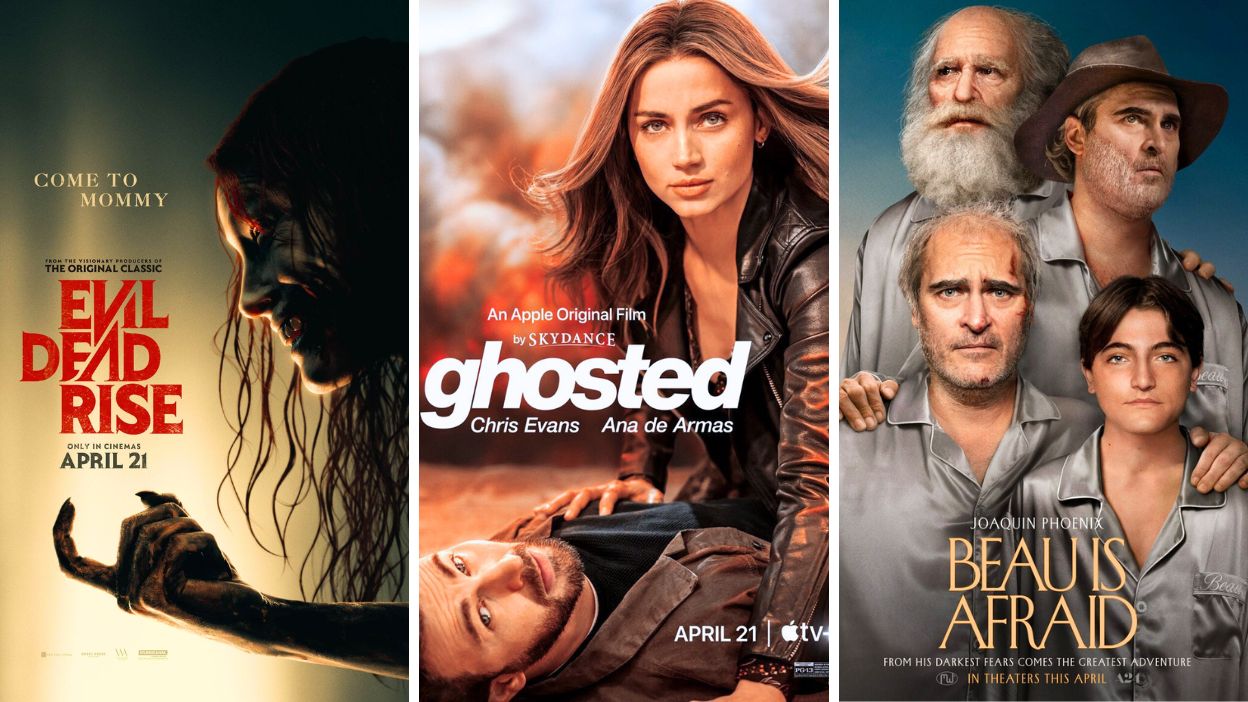 COME TO
MOMMY
FROM THE VISIONARY PRODUCERS OF
THE ORIGINAL CLASSIC
EVIL
DEAD
RISE
ONLY IN CINEMAS
APRIL 21
An Apple Original Film
by SKYDANCE
ghosted
Chris Evans Ana de Armas
APRIL 21 | tv+
PG-13
Beau
Beau
JOAQUIN PHOENIX
BEAU IS
AFRAID
FROM HIS DARKEST FEARS COMES THE GREATEST ADVENTURE
MW IN THEATERS THIS APRIL A24